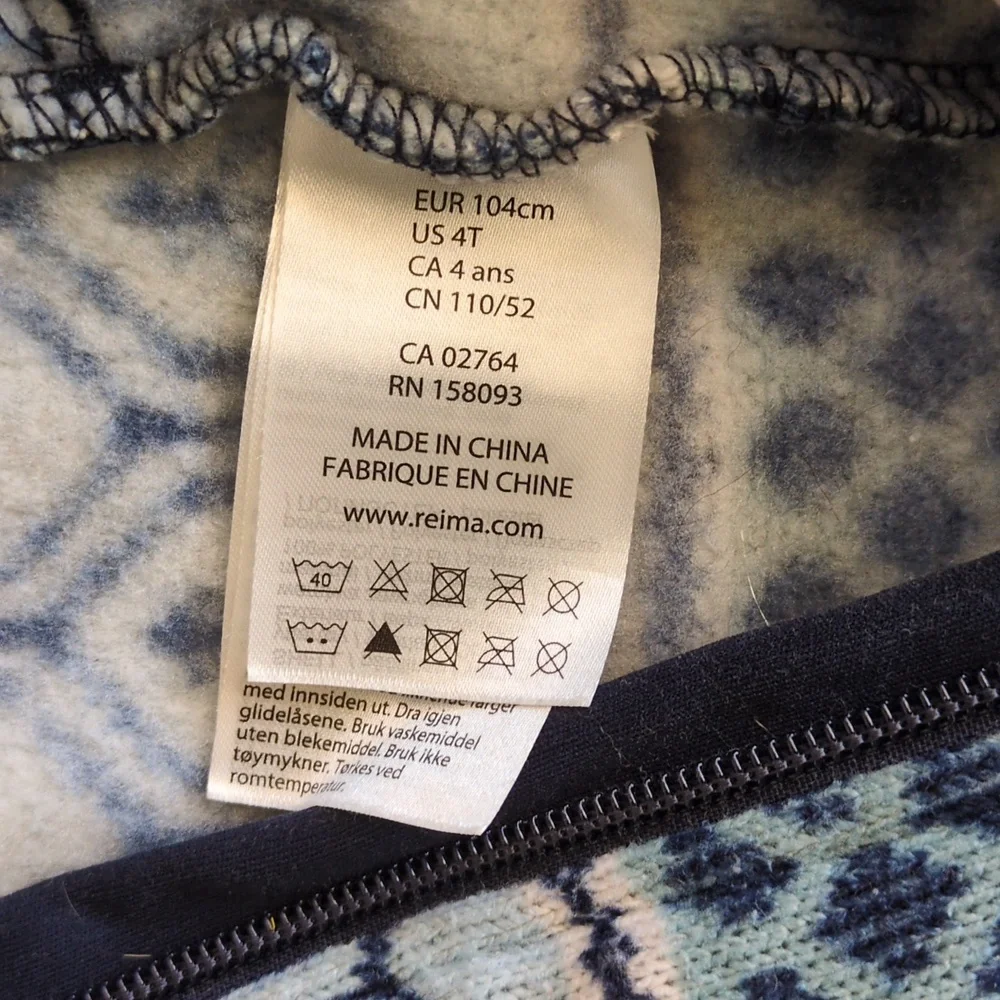 EUR 104cm
US 4T
CA 4 ans
CN 110/52
CA 02764
RN 158093
MADE IN CHINA
FABRIQUE EN CHINE
www.reima.com
40
med innsiden ut. Dra igjen
glidelåsene. Bruk vaskemiddel
uten blekemiddel. Bruk ikke
tøymykner. Tørkes ved
romtemperatur.